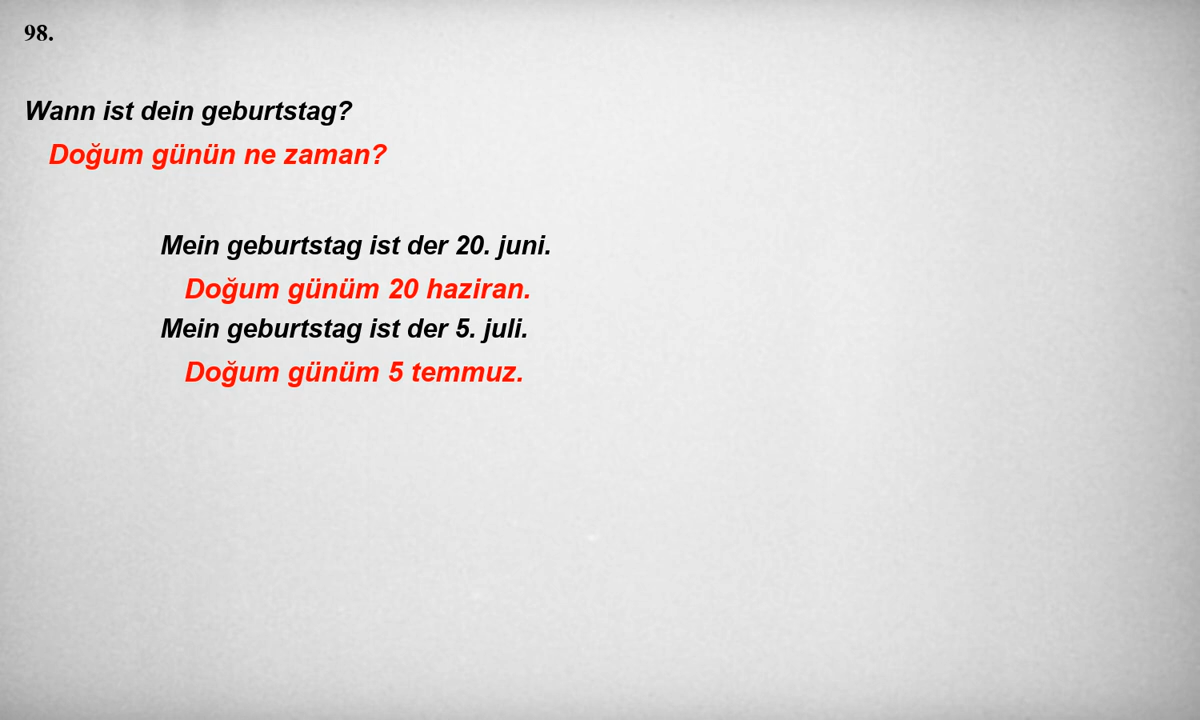 98.
Wann ist dein geburtstag?
Doğum günün ne zaman?
Mein geburtstag ist der 20. juni.
Doğum günüm 20 haziran.
Mein geburtstag ist der 5. juli.
Doğum günüm 5 temmuz.